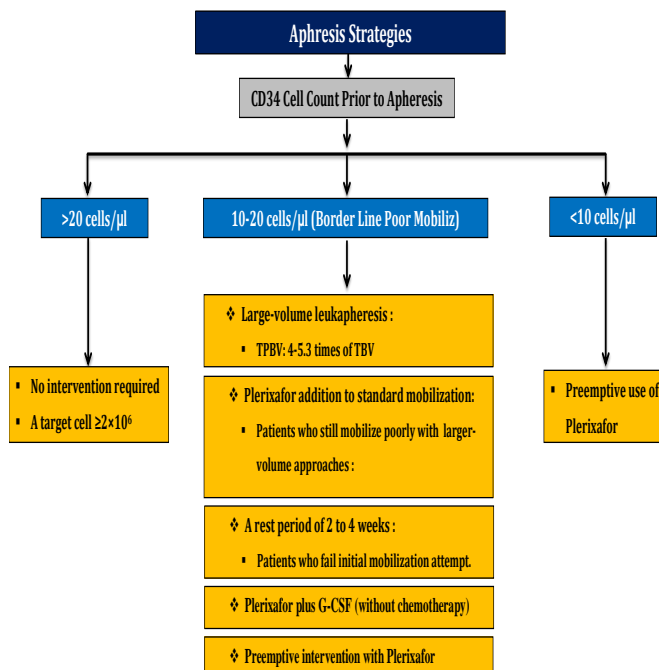 Aphresis Strategies
CD34 Cell Count Prior to Apheresis
>20 cells/µl
10-20 cells/µl (Border Line Poor Mobiliz)
<10 cells/µl
▪ No intervention required
▪ A target cell ≥2×10⁶
❖ Large-volume leukapheresis :
▪ TPBV: 4-5.3 times of TBV
❖ Plerixafor addition to standard mobilization:
▪ Patients who still mobilize poorly with larger-
volume approaches :
❖ A rest period of 2 to 4 weeks :
▪ Patients who fail initial mobilization attempt.
❖ Plerixafor plus G-CSF (without chemotherapy)
❖ Preemptive intervention with Plerixafor
▪ Preemptive use of
Plerixafor